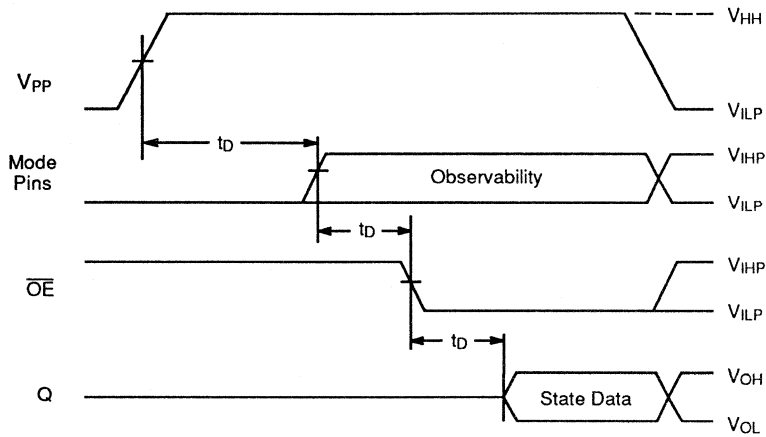 V_HH
V_PP
V_ILP
t_D
Mode
Pins
Observability
V_IHP
V_ILP
t_D
OE
V_IHP
V_ILP
t_D
Q
State Data
V_OH
V_OL